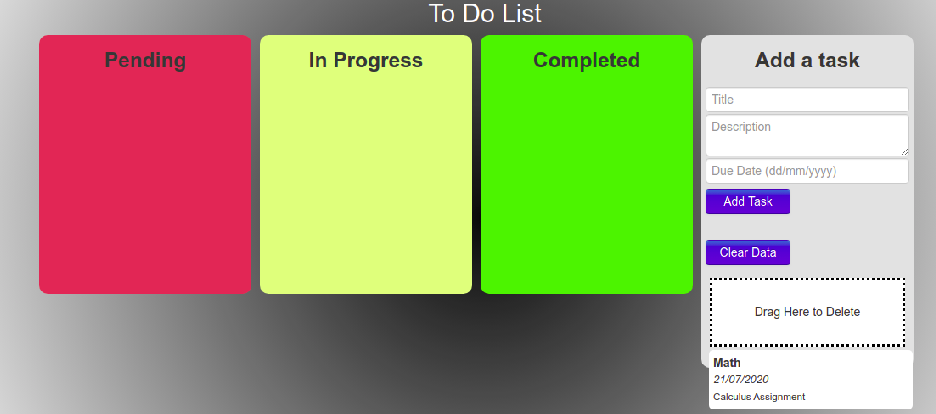 To Do List
Pending
In Progress
Completed
Add a task
Title
Description
Due Date (dd/mm/yyyy)
Add Task
Clear Data
Drag Here to Delete
Math
21/07/2020
Calculus Assignment